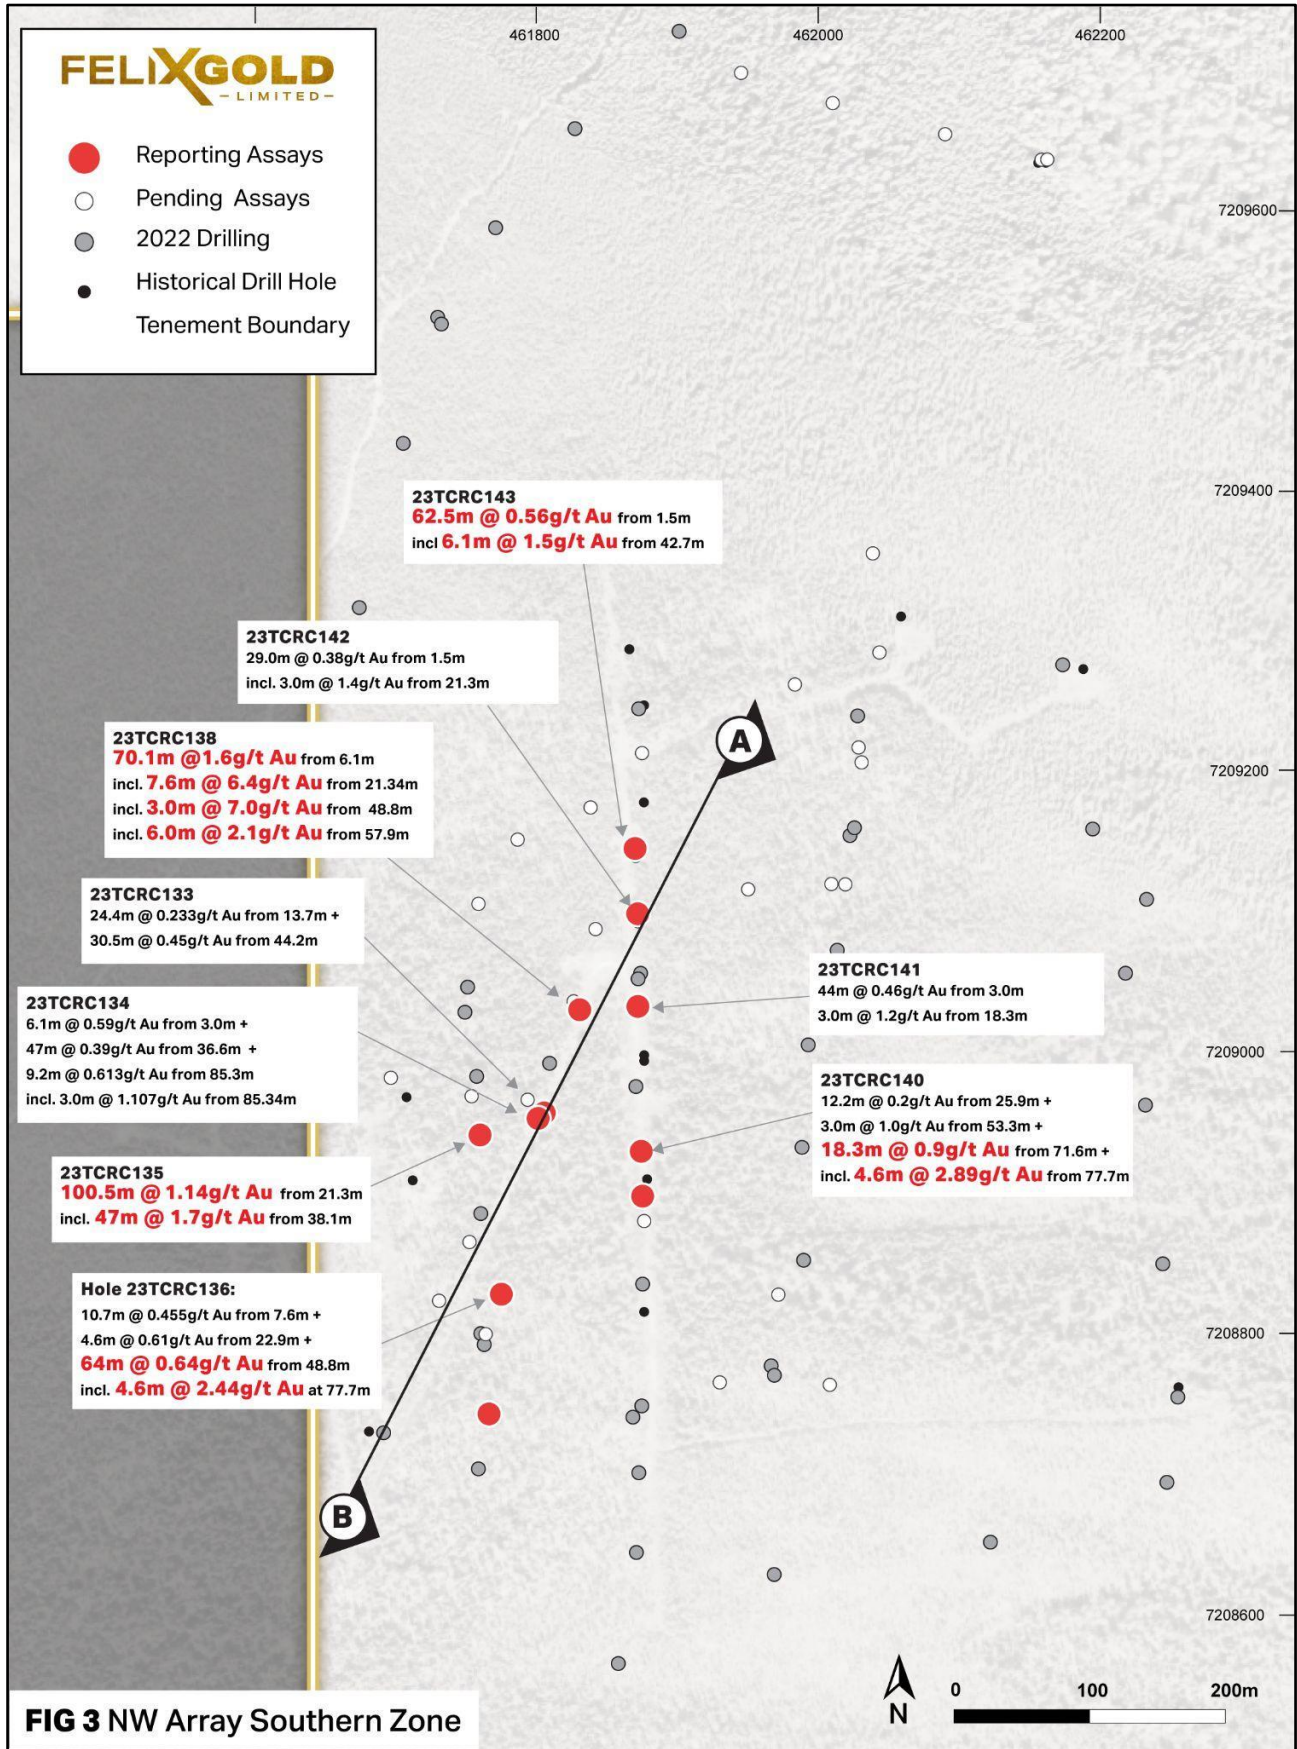 FELIXGOLD
- LIMITED -
Reporting Assays
Pending Assays
2022 Drilling
Historical Drill Hole
Tenement Boundary
461800
462000
462200
7209600
7209400
23TCRC143
62.5m @ 0.56g/t Au from 1.5m
incl 6.1m @ 1.5g/t Au from 42.7m
23TCRC142
29.0m @ 0.38g/t Au from 1.5m
incl. 3.0m @ 1.4g/t Au from 21.3m
23TCRC138
70.1m @1.6g/t Au from 6.1m
incl. 7.6m @ 6.4g/t Au from 21.34m
incl. 3.0m @ 7.0g/t Au from 48.8m
incl. 6.0m @ 2.1g/t Au from 57.9m
A
7209200
23TCRC133
24.4m @ 0.233g/t Au from 13.7m +
30.5m @ 0.45g/t Au from 44.2m
23TCRC141
44m @ 0.46g/t Au from 3.0m
3.0m @ 1.2g/t Au from 18.3m
23TCRC134
6.1m @ 0.59g/t Au from 3.0m +
47m @ 0.39g/t Au from 36.6m +
9.2m @ 0.613g/t Au from 85.3m
incl. 3.0m @ 1.107g/t Au from 85.34m
7209000
23TCRC140
12.2m @ 0.2g/t Au from 25.9m +
3.0m @ 1.0g/t Au from 53.3m +
18.3m @ 0.9g/t Au from 71.6m +
incl. 4.6m @ 2.89g/t Au from 77.7m
23TCRC135
100.5m @ 1.14g/t Au from 21.3m
incl. 47m @ 1.7g/t Au from 38.1m
Hole 23TCRC136:
10.7m @ 0.455g/t Au from 7.6m +
4.6m @ 0.61g/t Au from 22.9m +
64m @ 0.64g/t Au from 48.8m
incl. 4.6m @ 2.44g/t Au at 77.7m
7208800
B
7208600
N
0 100 200m
FIG 3 NW Array Southern Zone